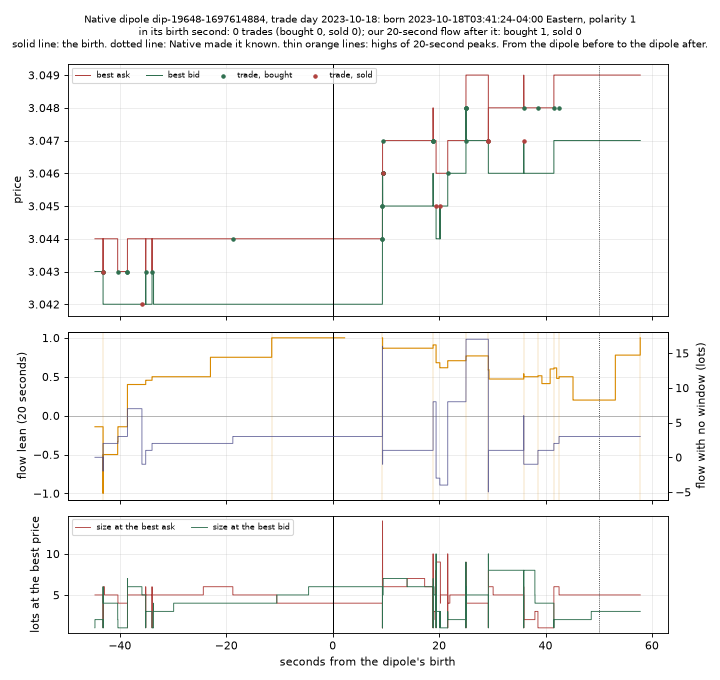 Native dipole dip-19648-1697614884, trade day 2023-10-18: born 2023-10-18T03:41:24-04:00 Eastern, polarity 1
in its birth second: 0 trades (bought 0, sold 0); our 20-second flow after it: bought 1, sold 0
solid line: the birth. dotted line: Native made it known. thin orange lines: highs of 20-second peaks. From the dipole before to the dipole after.
best ask best bid trade, bought trade, sold
3.049
3.048
3.047
3.046
3.045
3.044
3.043
3.042
price
1.0
0.5
0.0
−0.5
−1.0
flow lean (20 seconds)
15
10
5
0
−5
flow with no window (lots)
size at the best ask size at the best bid
10
5
lots at the best price
−40 −20 0 20 40 60
seconds from the dipole's birth